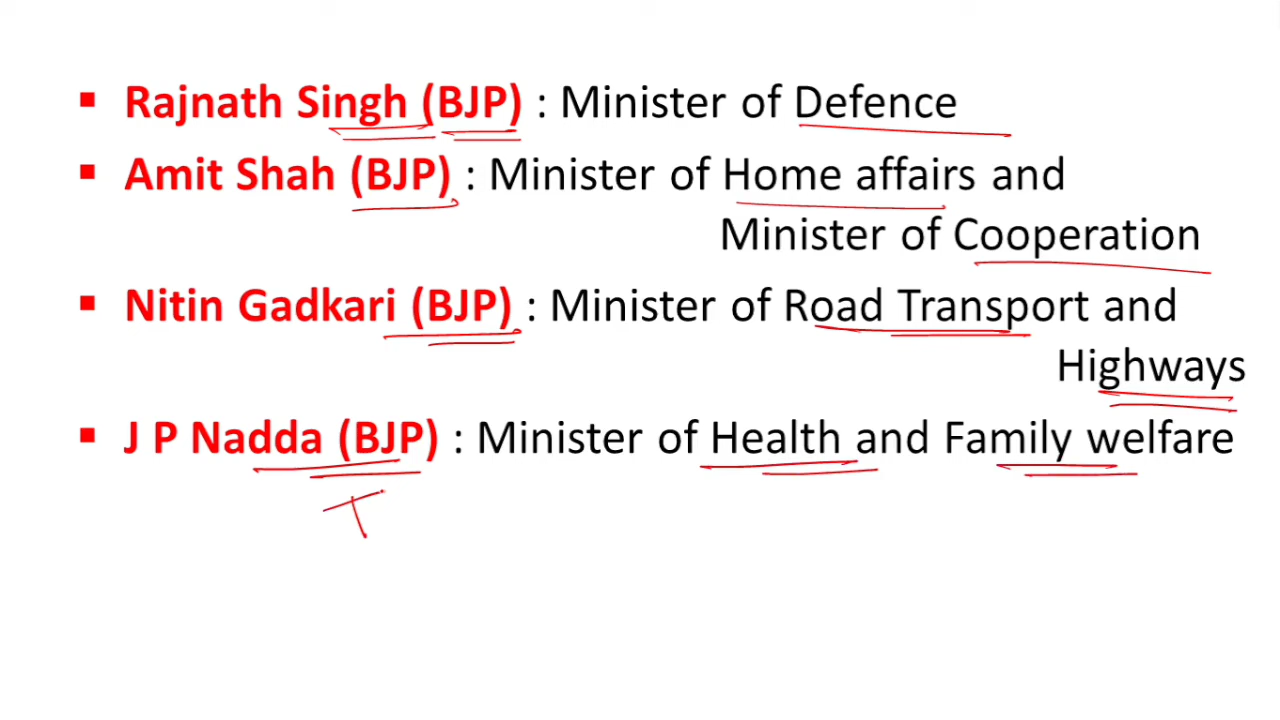 ▪ Rajnath Singh (BJP) : Minister of Defence
▪ Amit Shah (BJP) : Minister of Home affairs and
Minister of Cooperation
▪ Nitin Gadkari (BJP) : Minister of Road Transport and
Highways
▪ J P Nadda (BJP) : Minister of Health and Family welfare
T